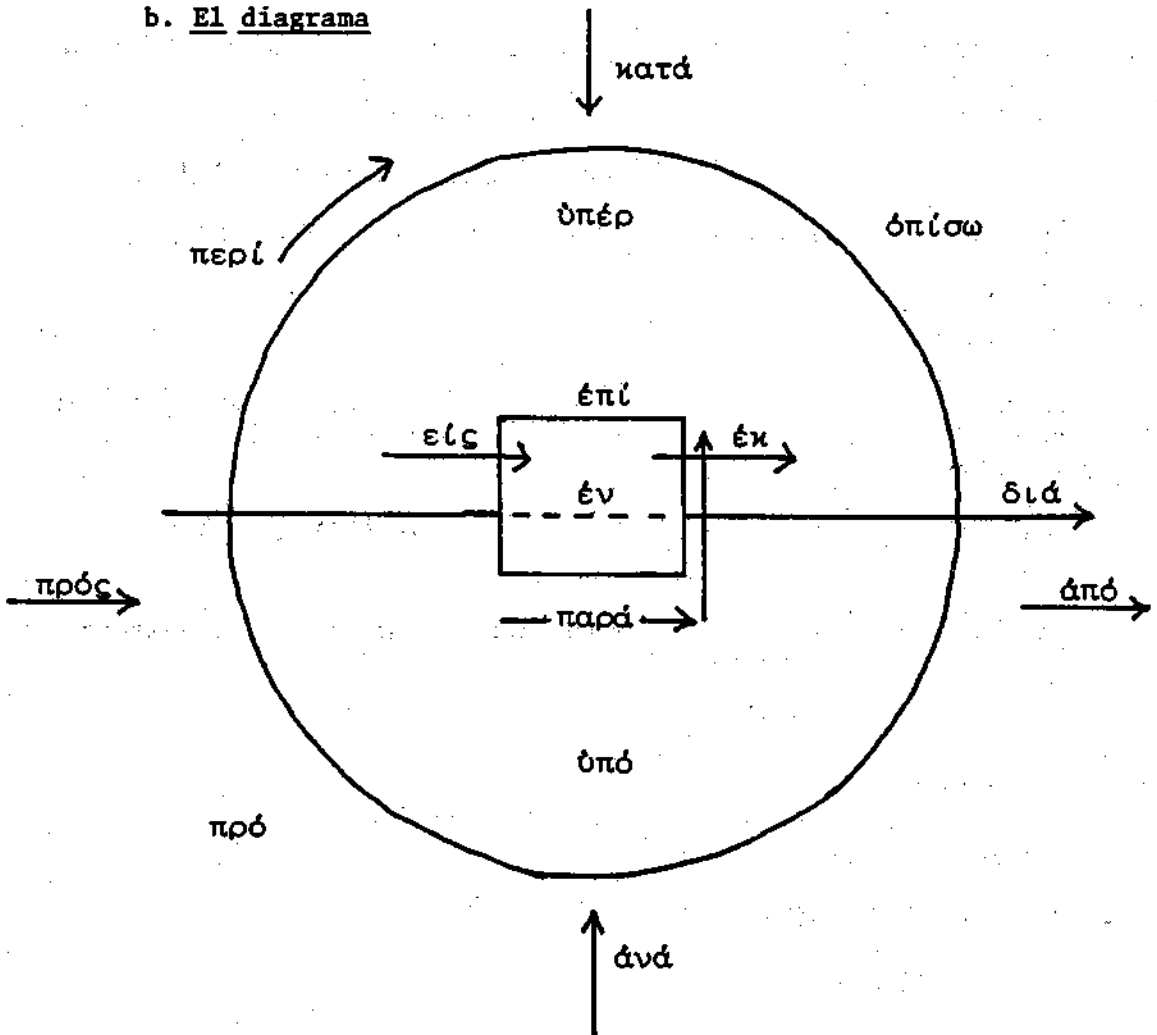 b. El diagrama
κατά
περί
ὑπέρ
ὀπίσω
ἐπί
εἰς
ἐκ
ἐν
διά
πρός
ἀπό
παρά
ὑπό
πρό
ἀνά